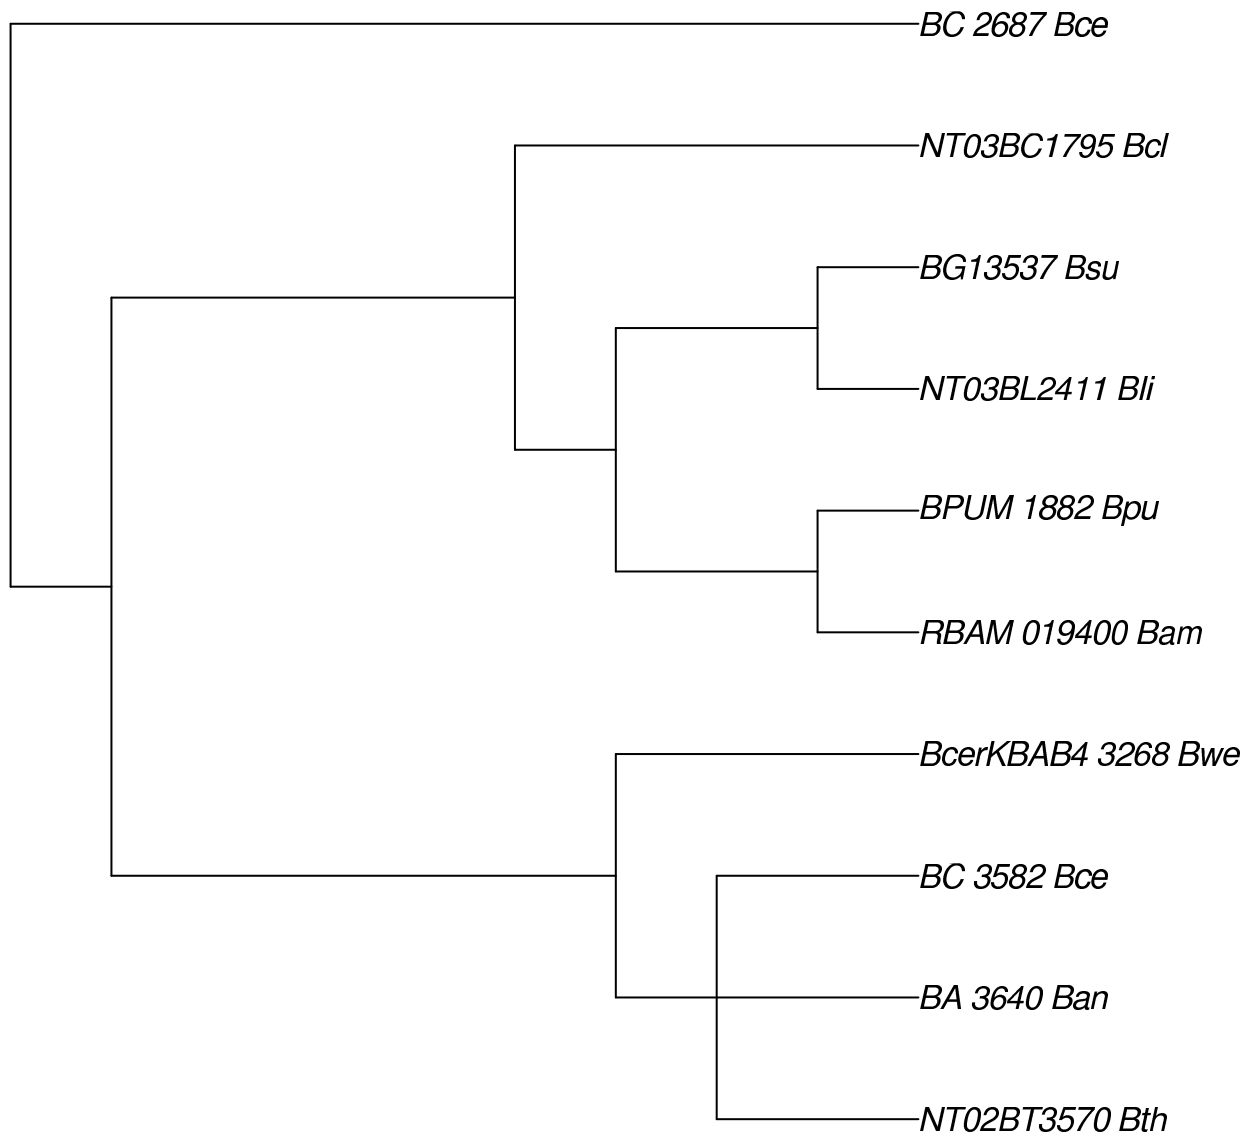 BC 2687 Bce
NT03BC1795 Bcl
BG13537 Bsu
NT03BL2411 Bli
BPUM 1882 Bpu
RBAM 019400 Bam
BcerKBAB4 3268 Bwe
BC 3582 Bce
BA 3640 Ban
NT02BT3570 Bth